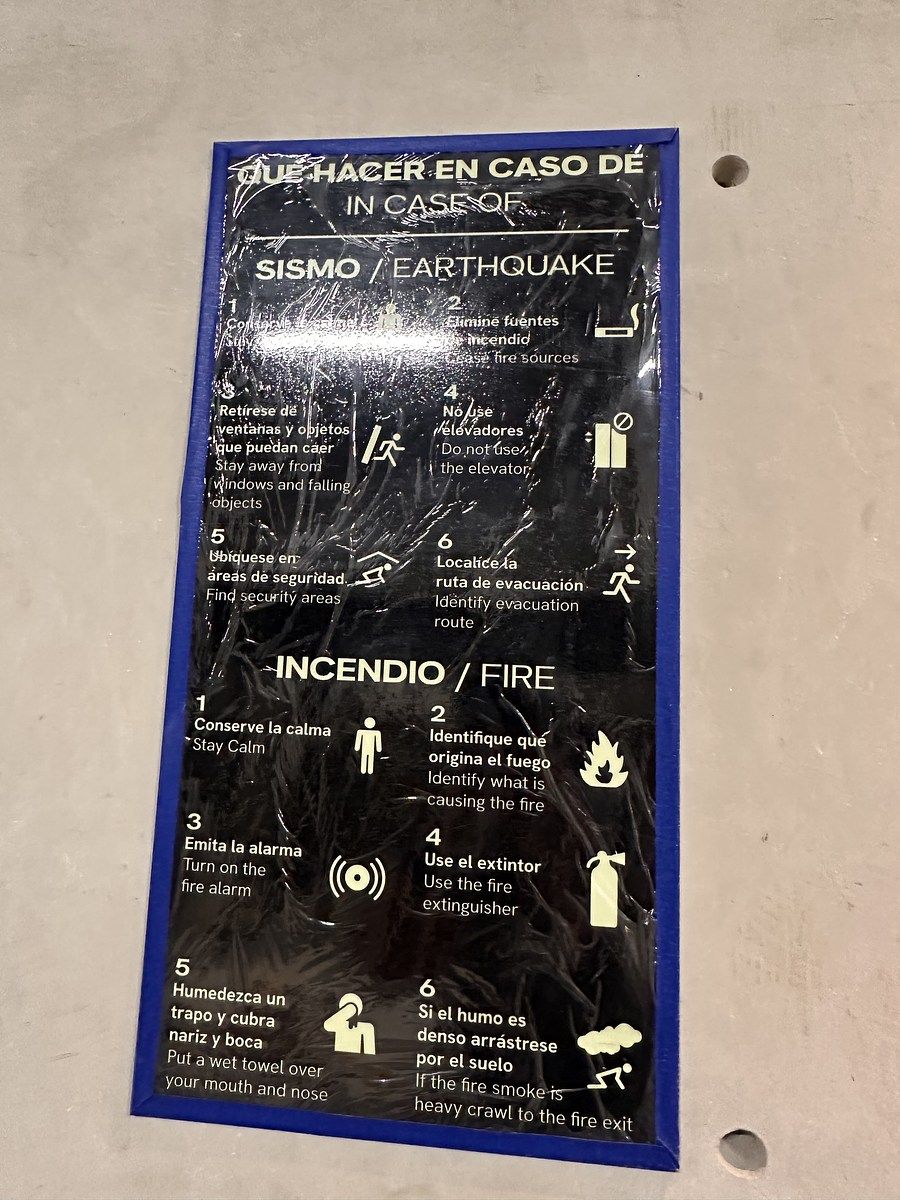 QUÉ HACER EN CASO DE
IN CASE OF
SISMO / EARTHQUAKE
1
Conserve la calma
2
Elimine fuentes
de incendio
Cease fire sources
3
Retírese de
ventanas y objetos
que puedan caer
Stay away from
windows and falling
objects
4
No use
elevadores
Do not use
the elevator
5
Ubíquese en
áreas de seguridad
Find security areas
6
Localice la
ruta de evacuación
Identify evacuation
route
INCENDIO / FIRE
1
Conserve la calma
Stay Calm
2
Identifique qué
origina el fuego
Identify what is
causing the fire
3
Emita la alarma
Turn on the
fire alarm
4
Use el extintor
Use the fire
extinguisher
5
Humedezca un
trapo y cubra
nariz y boca
Put a wet towel over
your mouth and nose
6
Si el humo es
denso arrástrese
por el suelo
If the fire smoke is
heavy crawl to the fire exit